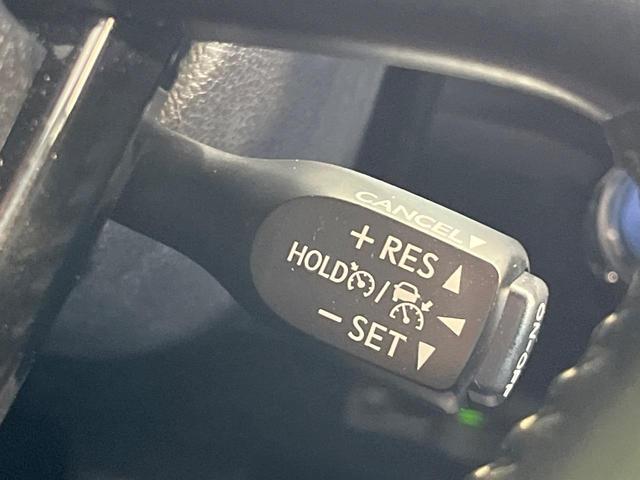 CANCEL▼
+ RES ▲
HOLD / ◀
− SET ▼
ON-OFF